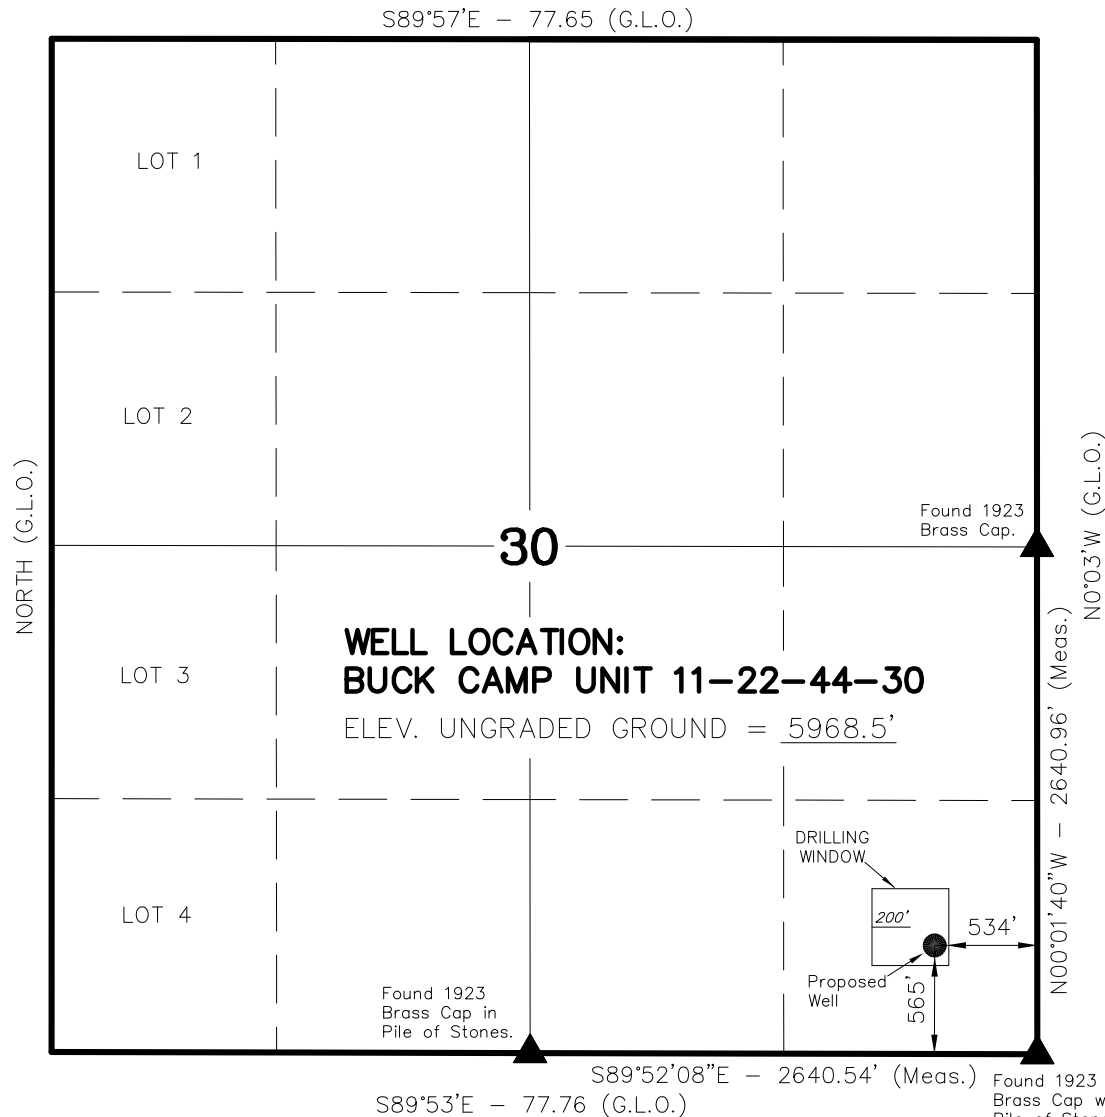 S89°57'E – 77.65 (G.L.O.)
LOT 1
LOT 2
NORTH (G.L.O.)
N0°03'W (G.L.O.)
Found 1923
Brass Cap.
30
WELL LOCATION:
BUCK CAMP UNIT 11–22–44–30
ELEV. UNGRADED GROUND = 5968.5'
LOT 3
N00°01'40"W – 2640.96' (Meas.)
DRILLING
WINDOW
200'
534'
LOT 4
Proposed
Well
565'
Found 1923
Brass Cap in
Pile of Stones.
S89°52'08"E – 2640.54' (Meas.)
S89°53'E – 77.76 (G.L.O.)
Found 1923
Brass Cap w
Pile of